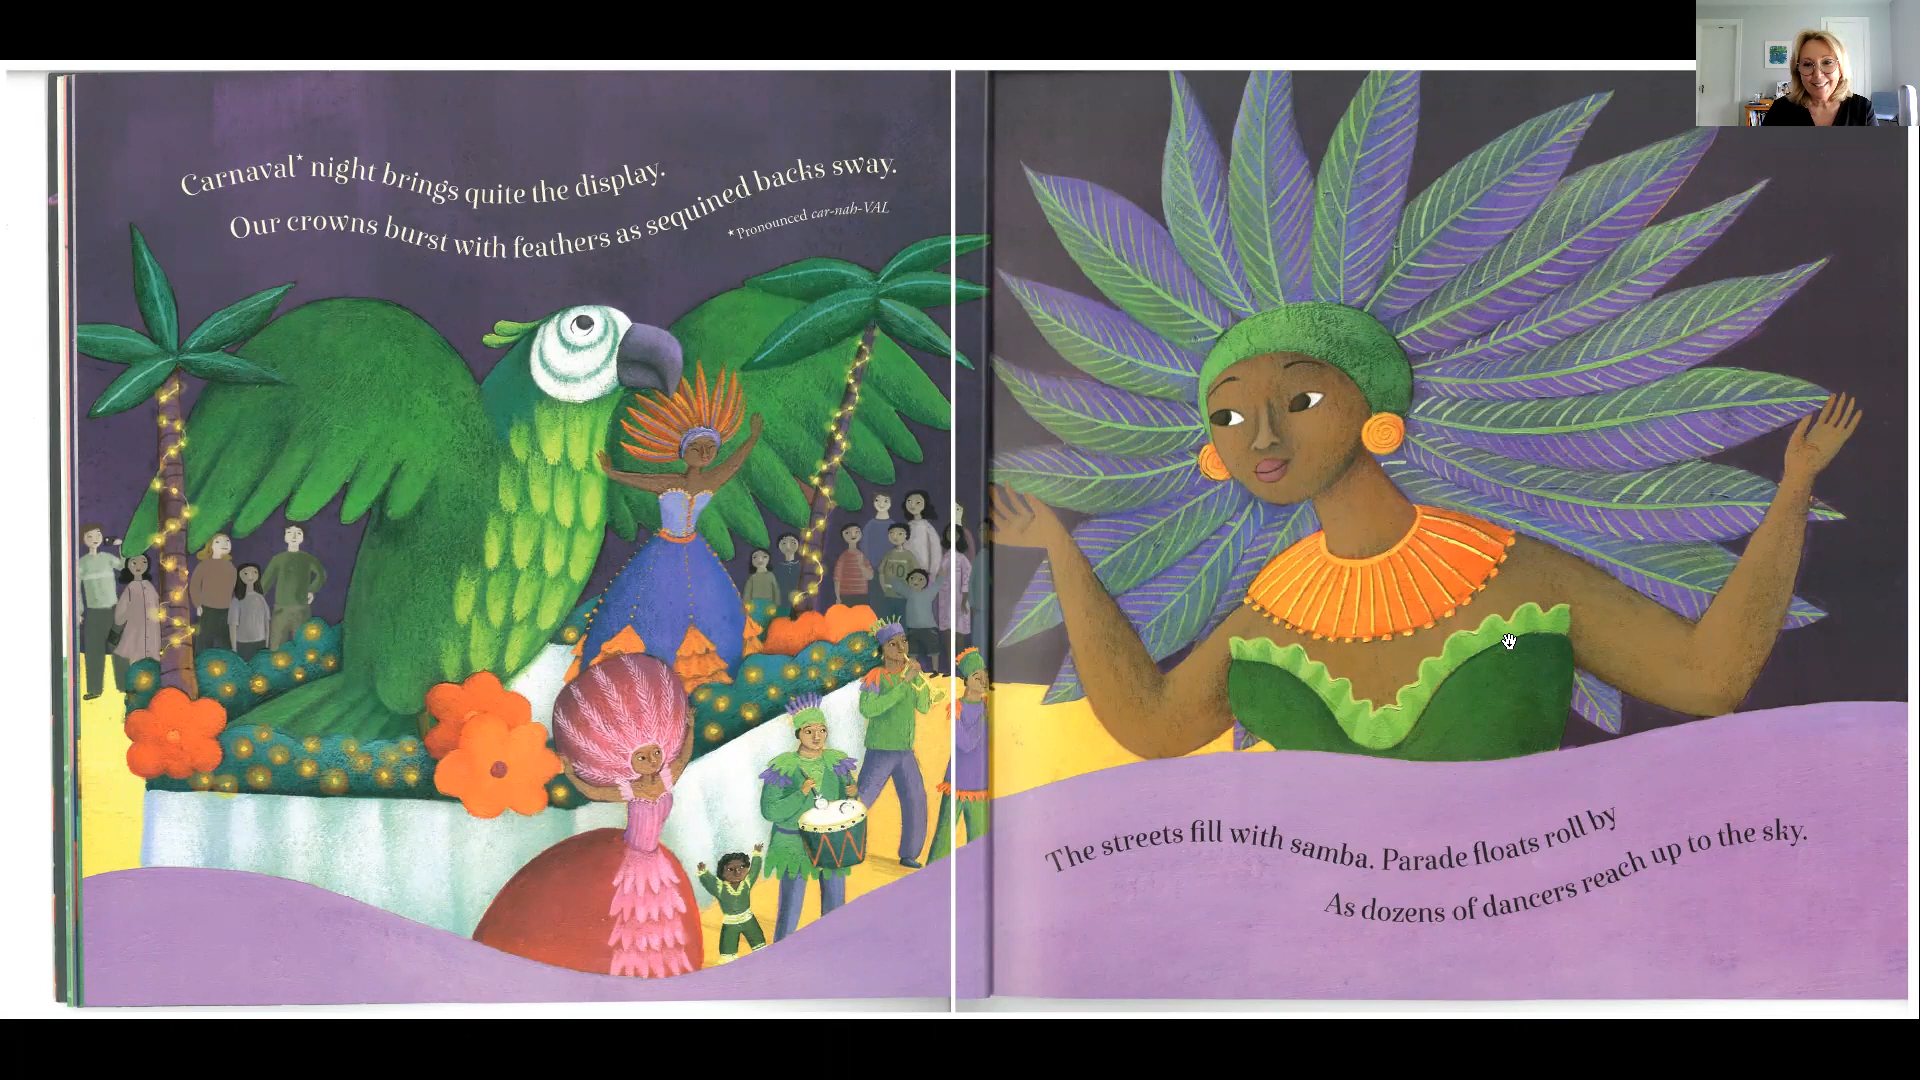 Carnaval* night brings quite the display.
Our crowns burst with feathers as sequined backs sway.
*Pronounced car-nah-VAL
10
The streets fill with samba. Parade floats roll by
As dozens of dancers reach up to the sky.